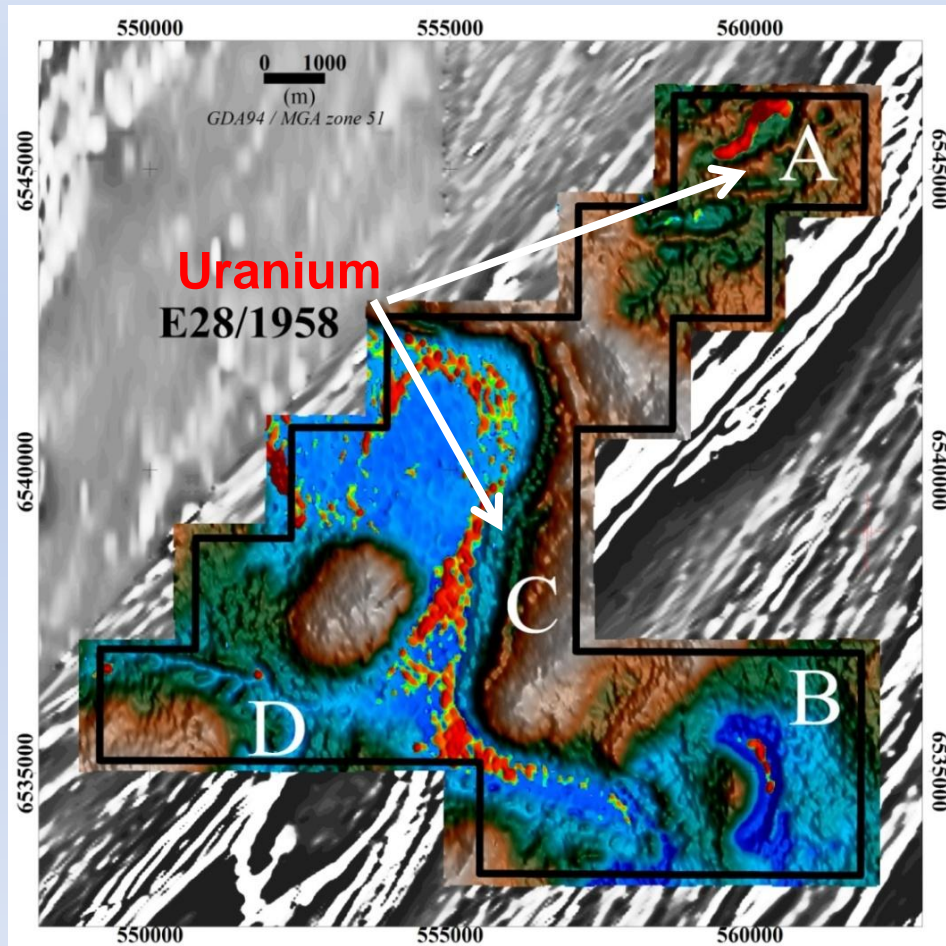 550000 555000 560000
0 1000
(m)
GDA94 / MGA zone 51
6545000 6545000
A
Uranium
E28/1958
6540000 6540000
C
B
D
6535000 6535000
550000 555000 560000